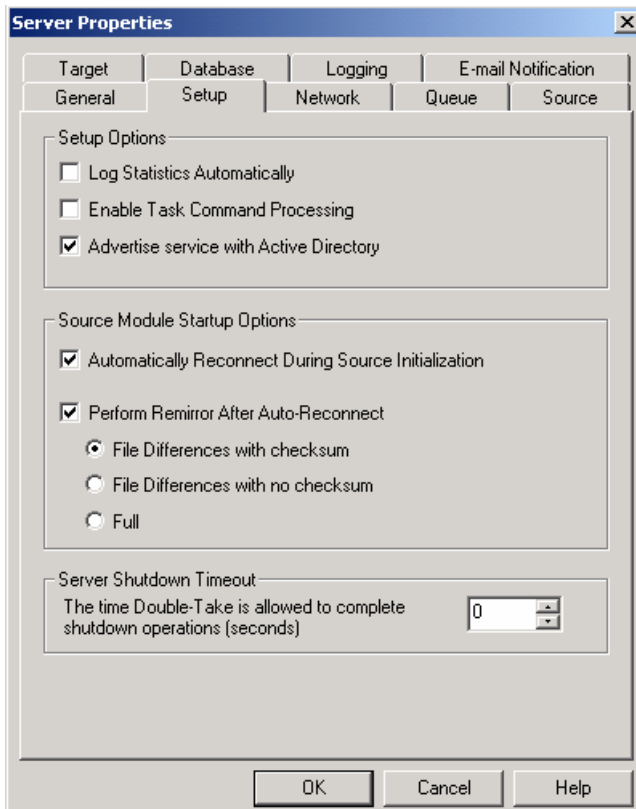 Server Properties
Target Database Logging E-mail Notification
General Setup Network Queue Source
Setup Options
Log Statistics Automatically
Enable Task Command Processing
Advertise service with Active Directory
Source Module Startup Options
Automatically Reconnect During Source Initialization
Perform Remirror After Auto-Reconnect
File Differences with checksum
File Differences with no checksum
Full
Server Shutdown Timeout
The time Double-Take is allowed to complete 0
shutdown operations (seconds)
OK Cancel Help